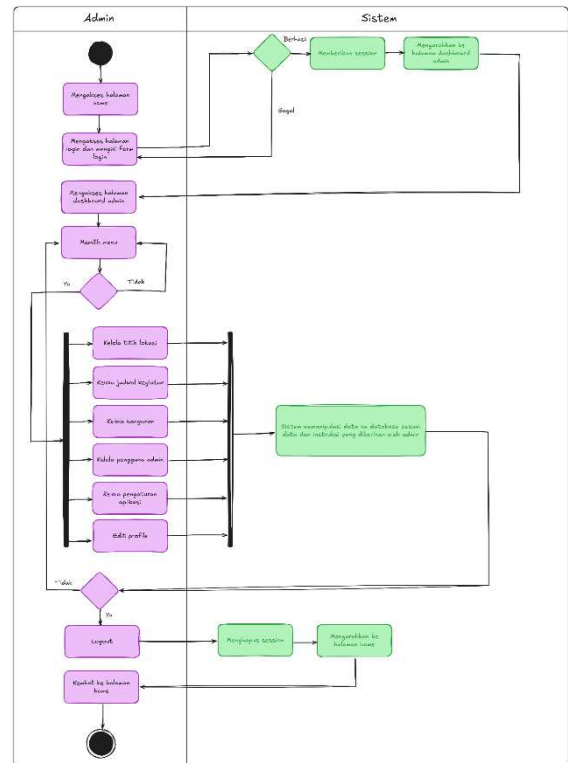 Admin
Sistem
Berhasil
Memberikan session
Mengarahkan ke
halaman dashboard
admin
Mengakses halaman
home
Gagal
Mengakses halaman
login dan mengisi form
login
Mengakses halaman
dashboard admin
Memilih menu
Ya
Tidak
Kelola titik lokasi
Kelola jadwal kegiatan
Kelola bangunan
Sistem memanipulasi data ke database sesuai
data dan instruksi yang diberikan oleh admin
Kelola pengguna admin
Kelola pengaturan
aplikasi
Edit profile
Tidak
Ya
Logout
Menghapus session
Mengarahkan ke
halaman home
Kembali ke halaman
home